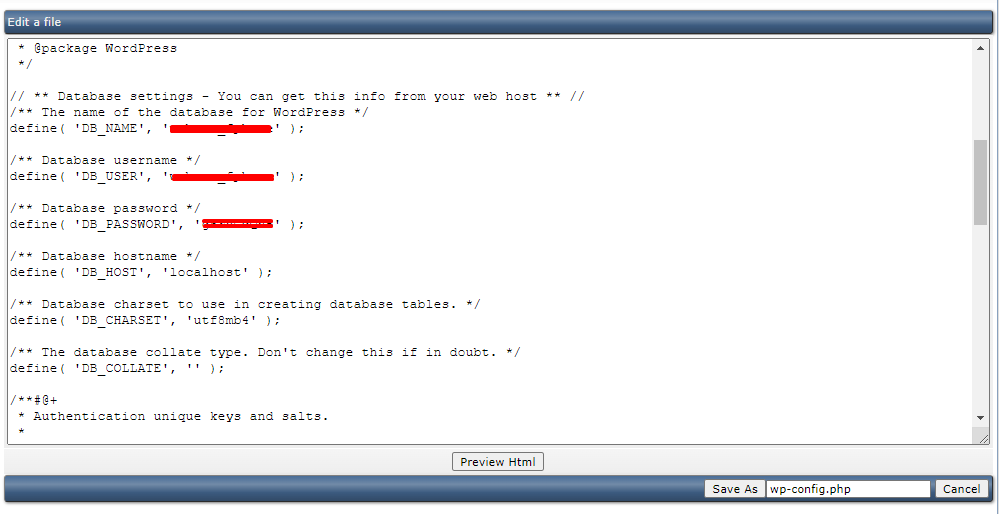 Edit a file
* @package WordPress
*/
// ** Database settings - You can get this info from your web host ** //
/** The name of the database for WordPress */
define( 'DB_NAME', '' );
/** Database username */
define( 'DB_USER', '' );
/** Database password */
define( 'DB_PASSWORD', '' );
/** Database hostname */
define( 'DB_HOST', 'localhost' );
/** Database charset to use in creating database tables. */
define( 'DB_CHARSET', 'utf8mb4' );
/** The database collate type. Don't change this if in doubt. */
define( 'DB_COLLATE', '' );
/**#@+
* Authentication unique keys and salts.
*
Preview Html
Save As wp-config.php Cancel